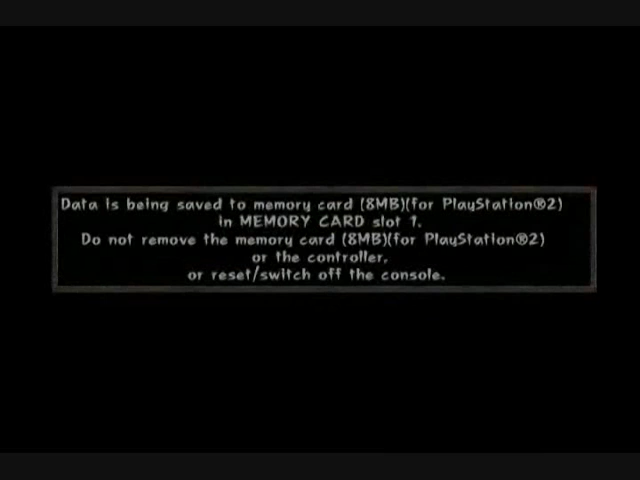 Data is being saved to memory card (8MB)(for PlayStation®2)
in MEMORY CARD slot 1.
Do not remove the memory card (8MB)(for PlayStation®2)
or the controller,
or reset/switch off the console.